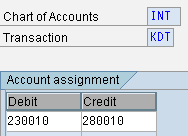 Chart of Accounts INT
Transaction KDT
Account assignment
Debit Credit
230010 280010